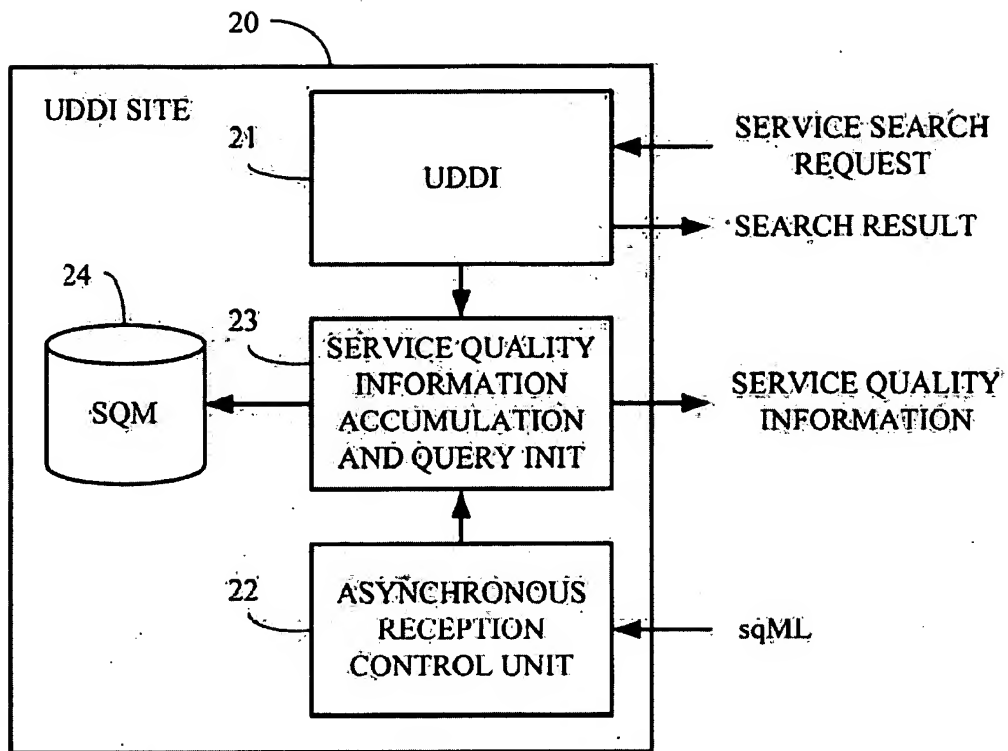 20
UDDI SITE
21
UDDI
SERVICE SEARCH
REQUEST
SEARCH RESULT
24
SQM
23
SERVICE QUALITY
INFORMATION
ACCUMULATION
AND QUERY INIT
SERVICE QUALITY
INFORMATION
22
ASYNCHRONOUS
RECEPTION
CONTROL UNIT
sqML